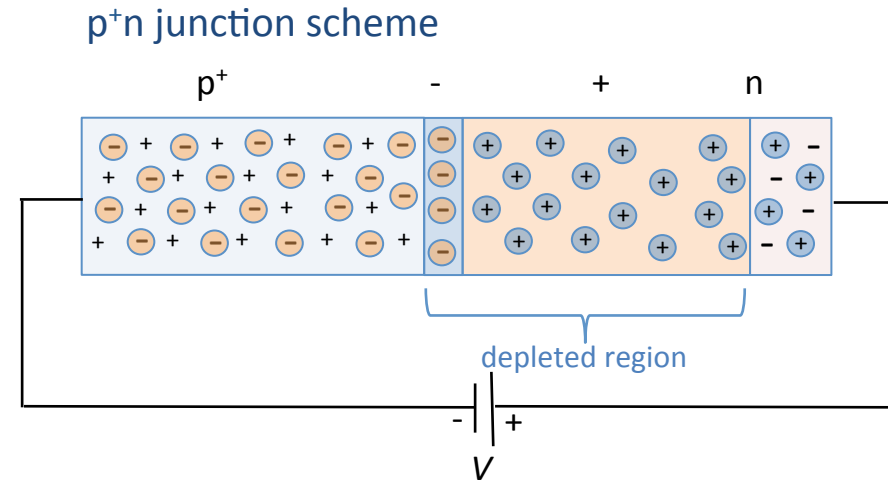 p⁺n junction scheme
p⁺ - + n
depleted region
- +
V